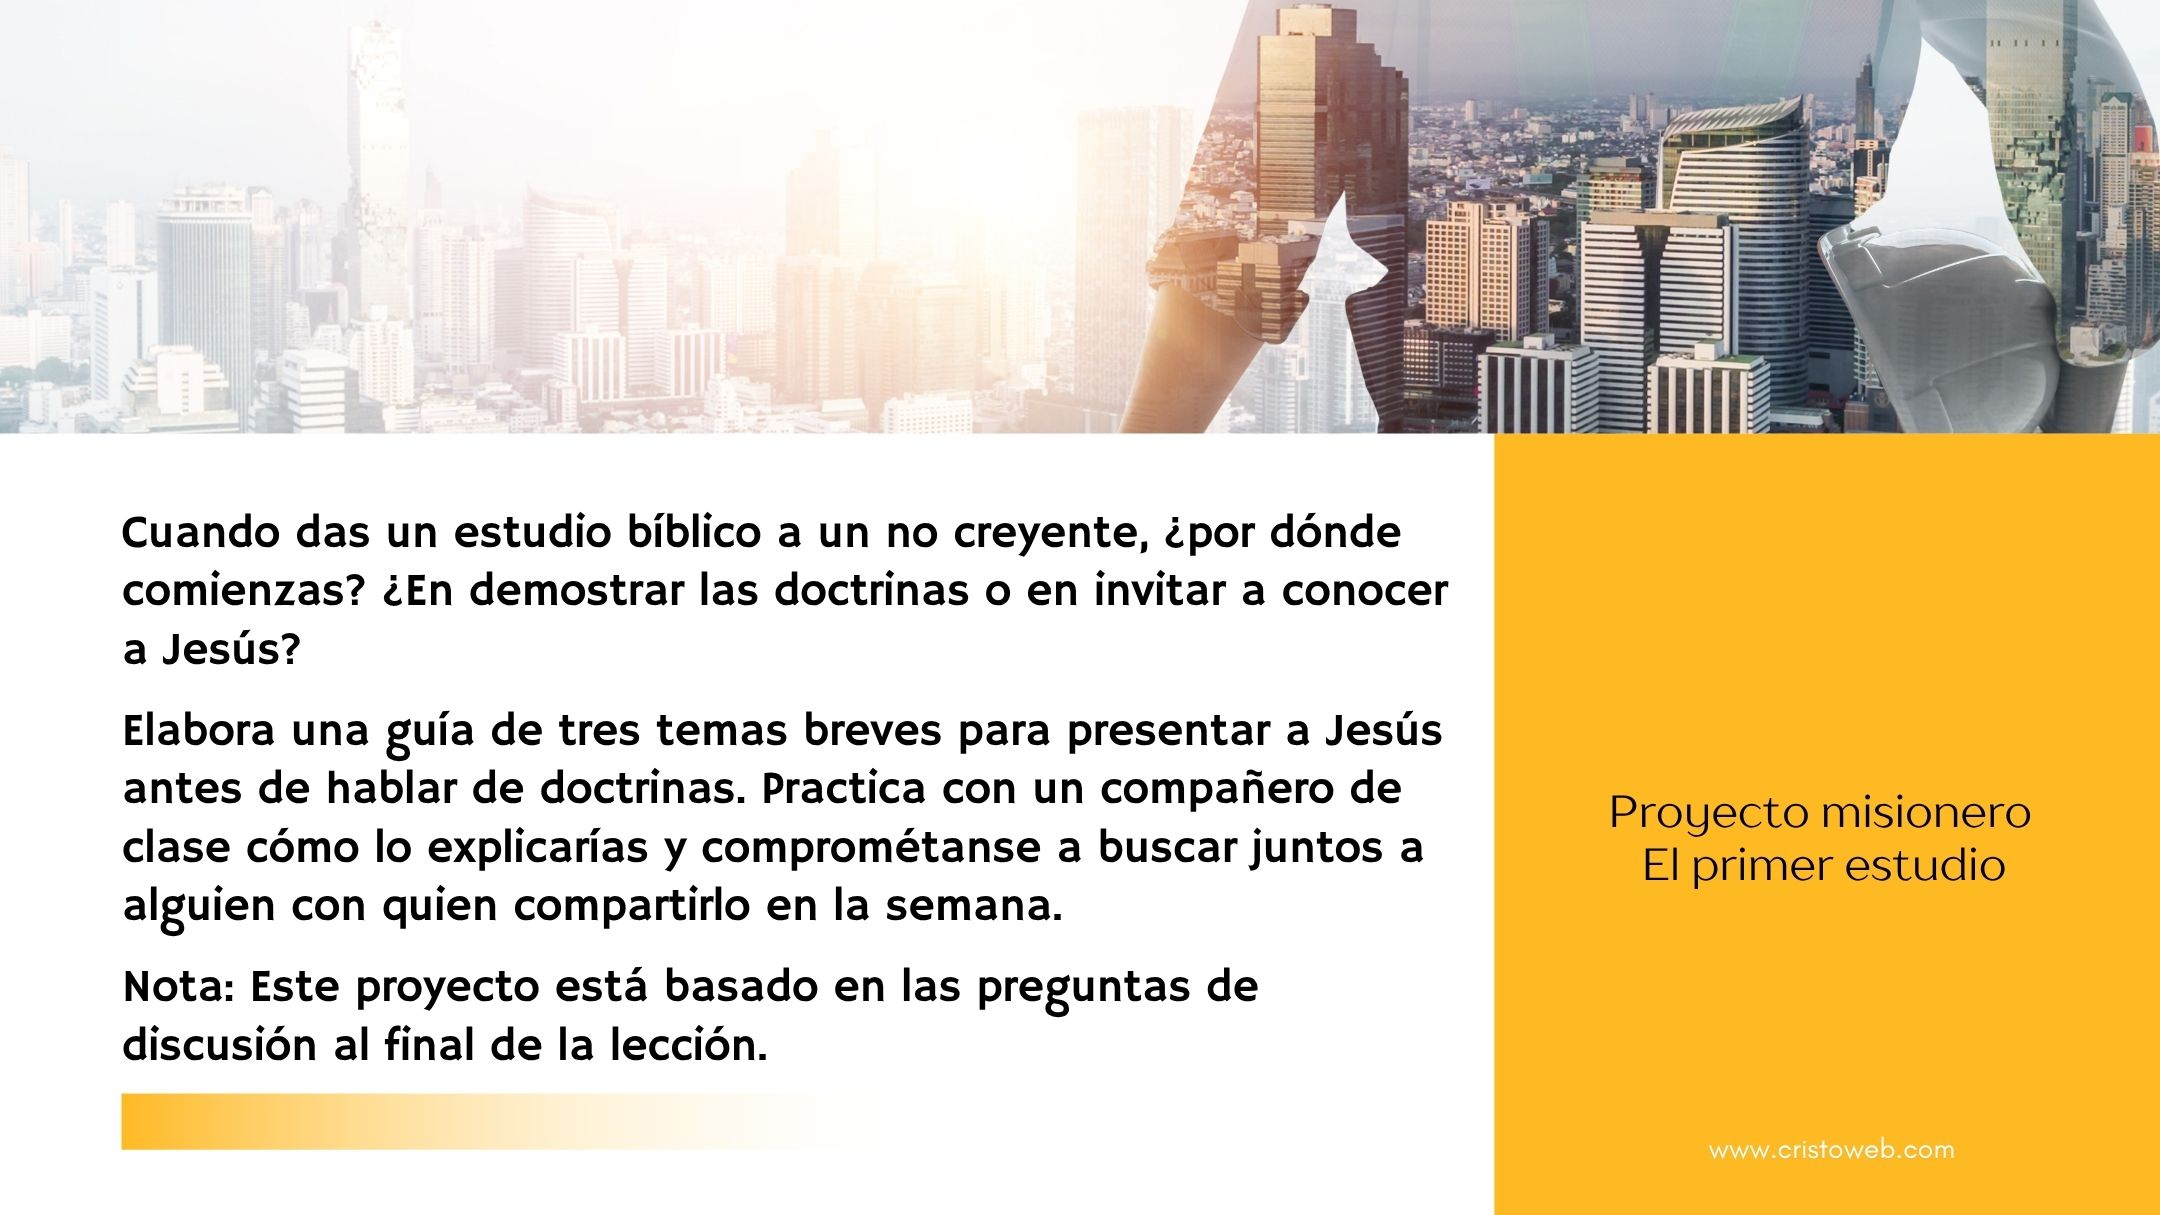 Cuando das un estudio bíblico a un no creyente, ¿por dónde
comienzas? ¿En demostrar las doctrinas o en invitar a conocer
a Jesús?
Elabora una guía de tres temas breves para presentar a Jesús
antes de hablar de doctrinas. Practica con un compañero de
clase cómo lo explicarías y comprométanse a buscar juntos a
alguien con quien compartirlo en la semana.
Nota: Este proyecto está basado en las preguntas de
discusión al final de la lección.
Proyecto misionero
El primer estudio
www.cristoweb.com